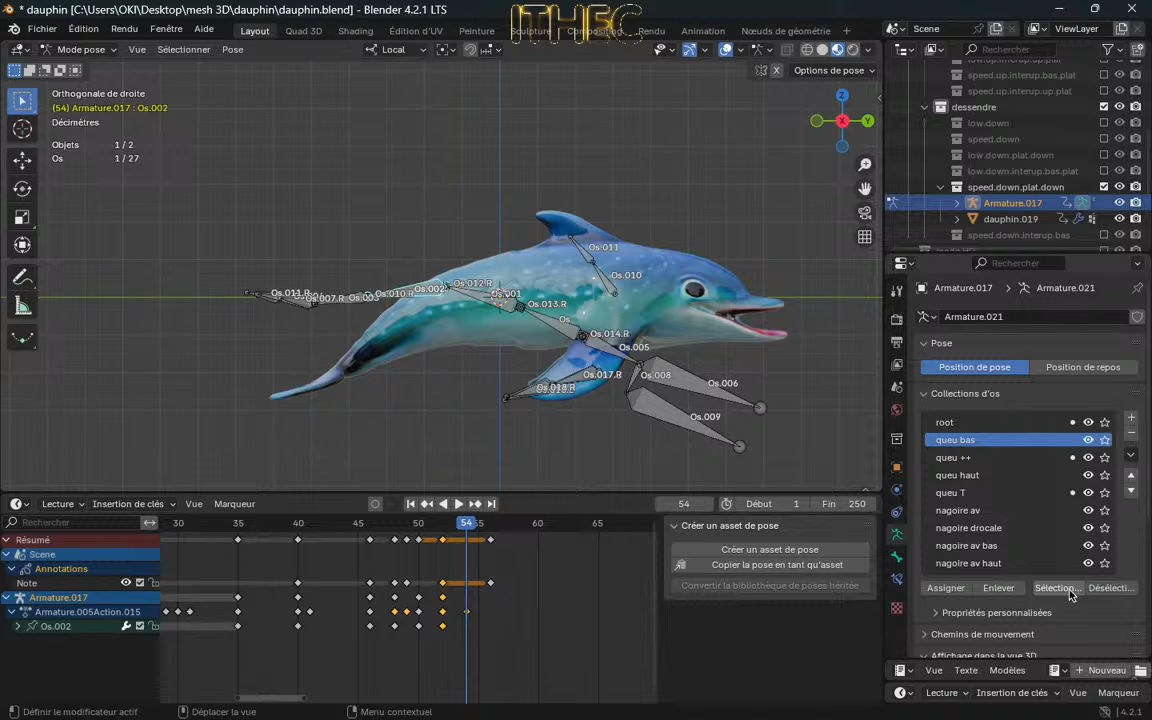 * dauphin [C:\Users\OKI\Desktop\mesh 3D\dauphin\dauphin.blend] - Blender 4.2.1 LTS
ITHEC
Fichier Édition Rendu Fenêtre Aide Layout Quad 3D Shading Édition d'UV Peinture Rendu Animation Nœuds de géométrie Scene ViewLayer
Mode pose Vue Sélectionner Pose Local Rechercher
X Options de pose
Orthogonale de droite
(54) Armature.017 : Os.002
Décimètres
Objets 1 / 2
Os 1 / 27
Z
X
Y
speed.up.interup.bas.plat
speed.up.interup.up.plat
dessendre
low.down
speed.down
low.down.plat.down
low.down.interup.bas.plat
speed.down.plat.down
Armature.017
dauphin.019
speed.down.interup.bas
Os.011
Os.010
Os.012.R
Os.002
Os.010.R
Os.001
Os.011.R
Os.007.R
Os.013.R
Os
Os.014.R
Os.005
Os.008
Os.006
Os.017.R
Os.018.R
Os.009
Rechercher
Armature.017 Armature.021
Armature.021
Pose
Position de pose Position de repos
Collections d'os
root
queu bas
queu ++
queu haut
queu T
nagoire av
nagoire drocale
nagoire av bas
nagoire av haut
Assigner Enlever Sélection... Désélecti...
Propriétés personnalisées
Chemins de mouvement
Affichage dans la vue 3D
Vue Texte Modèles Nouveau
Lecture Insertion de clés Vue Marqueur
Lecture Insertion de clés Vue Marqueur 54 Début 1 Fin 250
Rechercher 30 35 40 45 50 54 55 60 65
Résumé
Scene
Annotations
Note
Armature.017
Armature.005Action.015
Os.002
Créer un asset de pose
Créer un asset de pose
Copier la pose en tant qu'asset
Convertir la bibliothèque de poses héritée
Définir le modificateur actif Déplacer la vue Menu contextuel 4.2.1